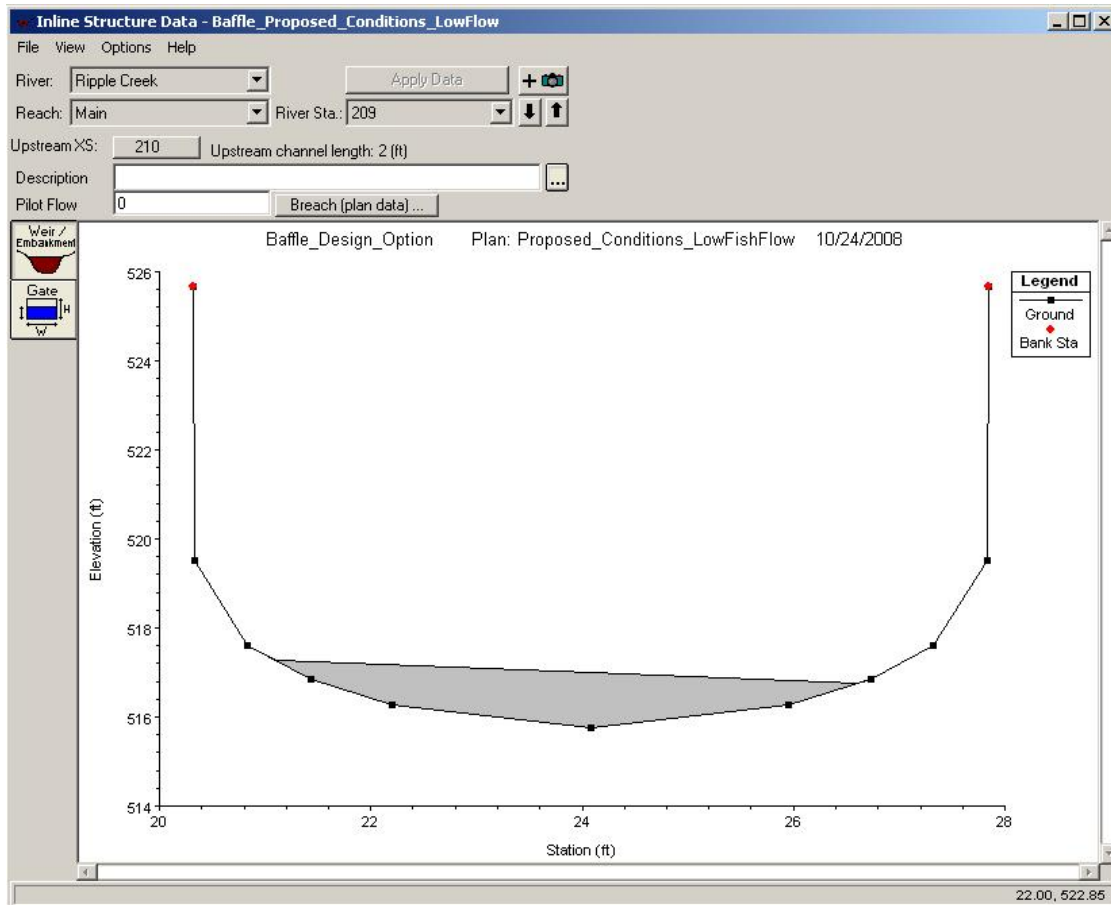 Inline Structure Data - Baffle_Proposed_Conditions_LowFlow
File View Options Help
River: Ripple Creek Apply Data +
Reach: Main River Sta.: 209
Upstream XS: 210 Upstream channel length: 2 (ft)
Description ...
Pilot Flow 0 Breach (plan data) ...
Weir / Embankment
Gate
H
W
Baffle_Design_Option Plan: Proposed_Conditions_LowFishFlow 10/24/2008
526
524
522
520
518
516
514
Elevation (ft)
20 22 24 26 28
Station (ft)
Legend
Ground
Bank Sta
22.00, 522.85